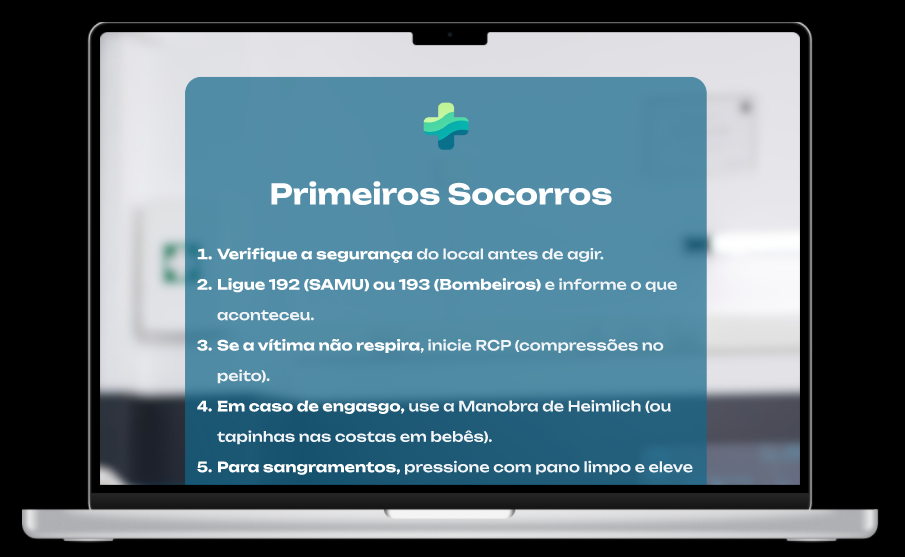 Primeiros Socorros
1. Verifique a segurança do local antes de agir.
2. Ligue 192 (SAMU) ou 193 (Bombeiros) e informe o que
aconteceu.
3. Se a vítima não respira, inicie RCP (compressões no
peito).
4. Em caso de engasgo, use a Manobra de Heimlich (ou
tapinhas nas costas em bebês).
5. Para sangramentos, pressione com pano limpo e eleve